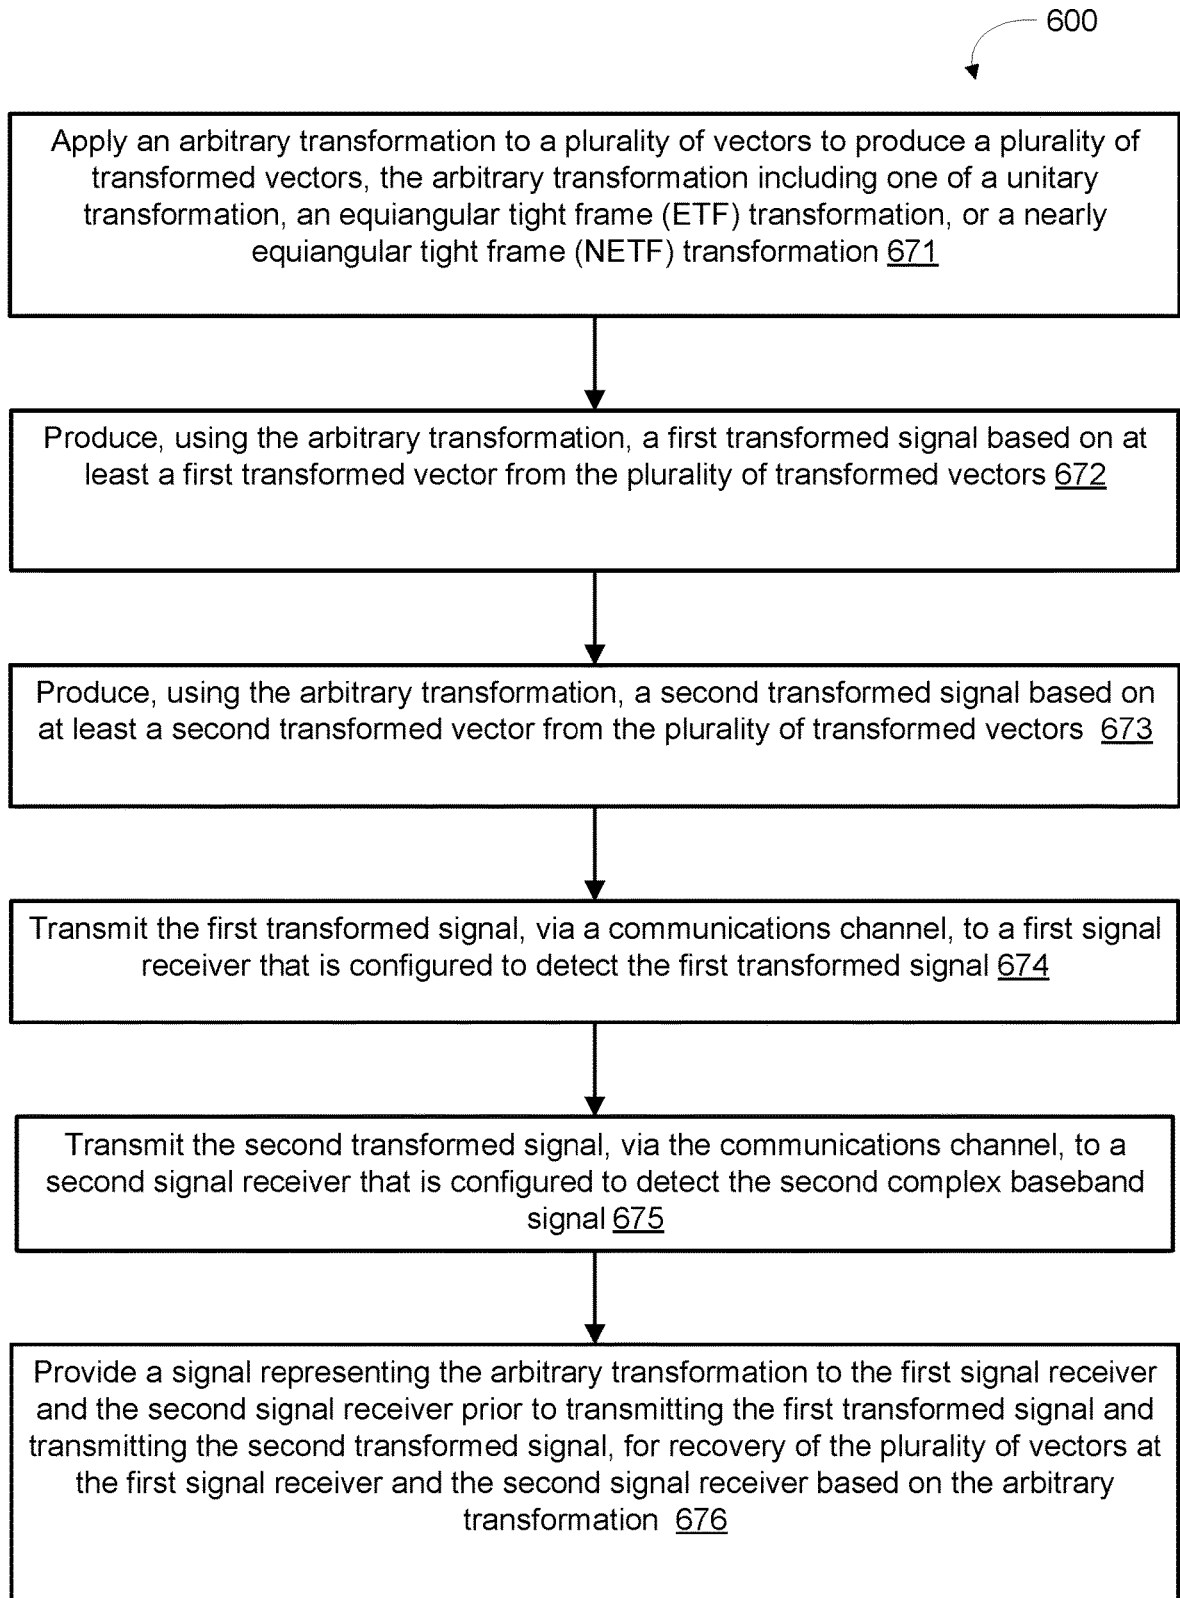 600
Apply an arbitrary transformation to a plurality of vectors to produce a plurality of
transformed vectors, the arbitrary transformation including one of a unitary
transformation, an equiangular tight frame (ETF) transformation, or a nearly
equiangular tight frame (NETF) transformation 671
Produce, using the arbitrary transformation, a first transformed signal based on at
least a first transformed vector from the plurality of transformed vectors 672
Produce, using the arbitrary transformation, a second transformed signal based on
at least a second transformed vector from the plurality of transformed vectors 673
Transmit the first transformed signal, via a communications channel, to a first signal
receiver that is configured to detect the first transformed signal 674
Transmit the second transformed signal, via the communications channel, to a
second signal receiver that is configured to detect the second complex baseband
signal 675
Provide a signal representing the arbitrary transformation to the first signal receiver
and the second signal receiver prior to transmitting the first transformed signal and
transmitting the second transformed signal, for recovery of the plurality of vectors at
the first signal receiver and the second signal receiver based on the arbitrary
transformation 676